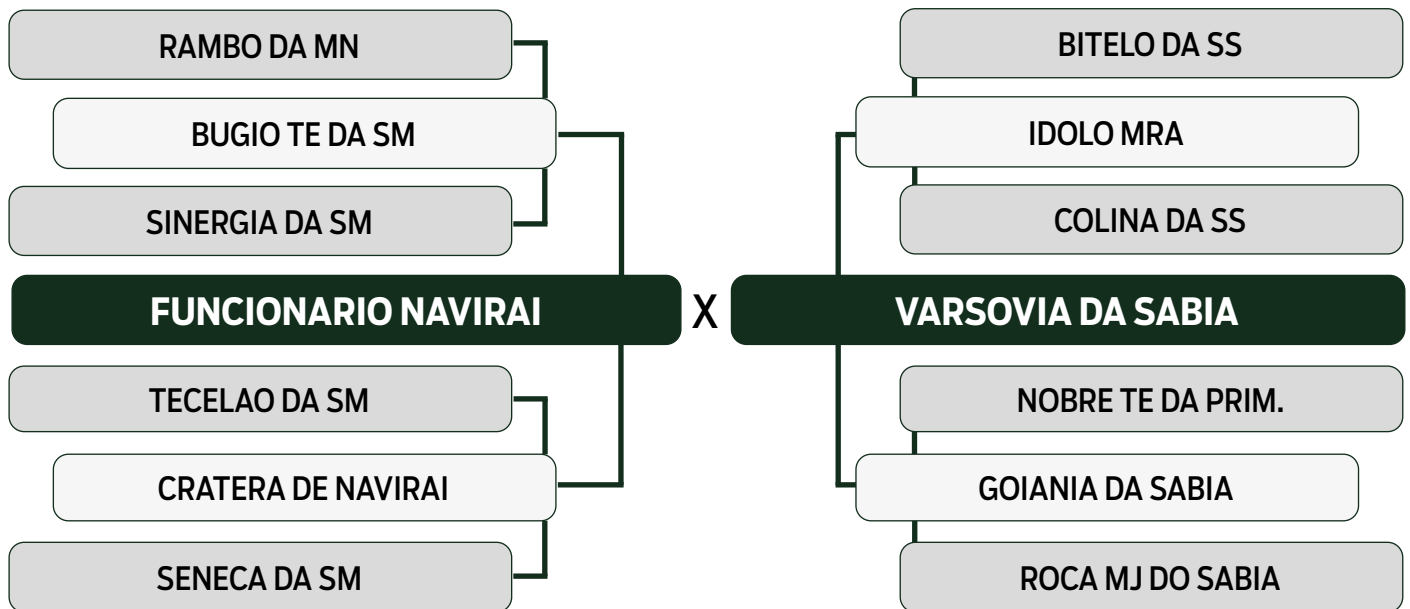 RAMBO DA MN
BUGIO TE DA SM
SINERGIA DA SM
FUNCIONARIO NAVIRAI
TECELAO DA SM
CRATERA DE NAVIRAI
SENECA DA SM
X
BITELO DA SS
IDOLO MRA
COLINA DA SS
VARSOVIA DA SABIA
NOBRE TE DA PRIM.
GOIANIA DA SABIA
ROCA MJ DO SABIA